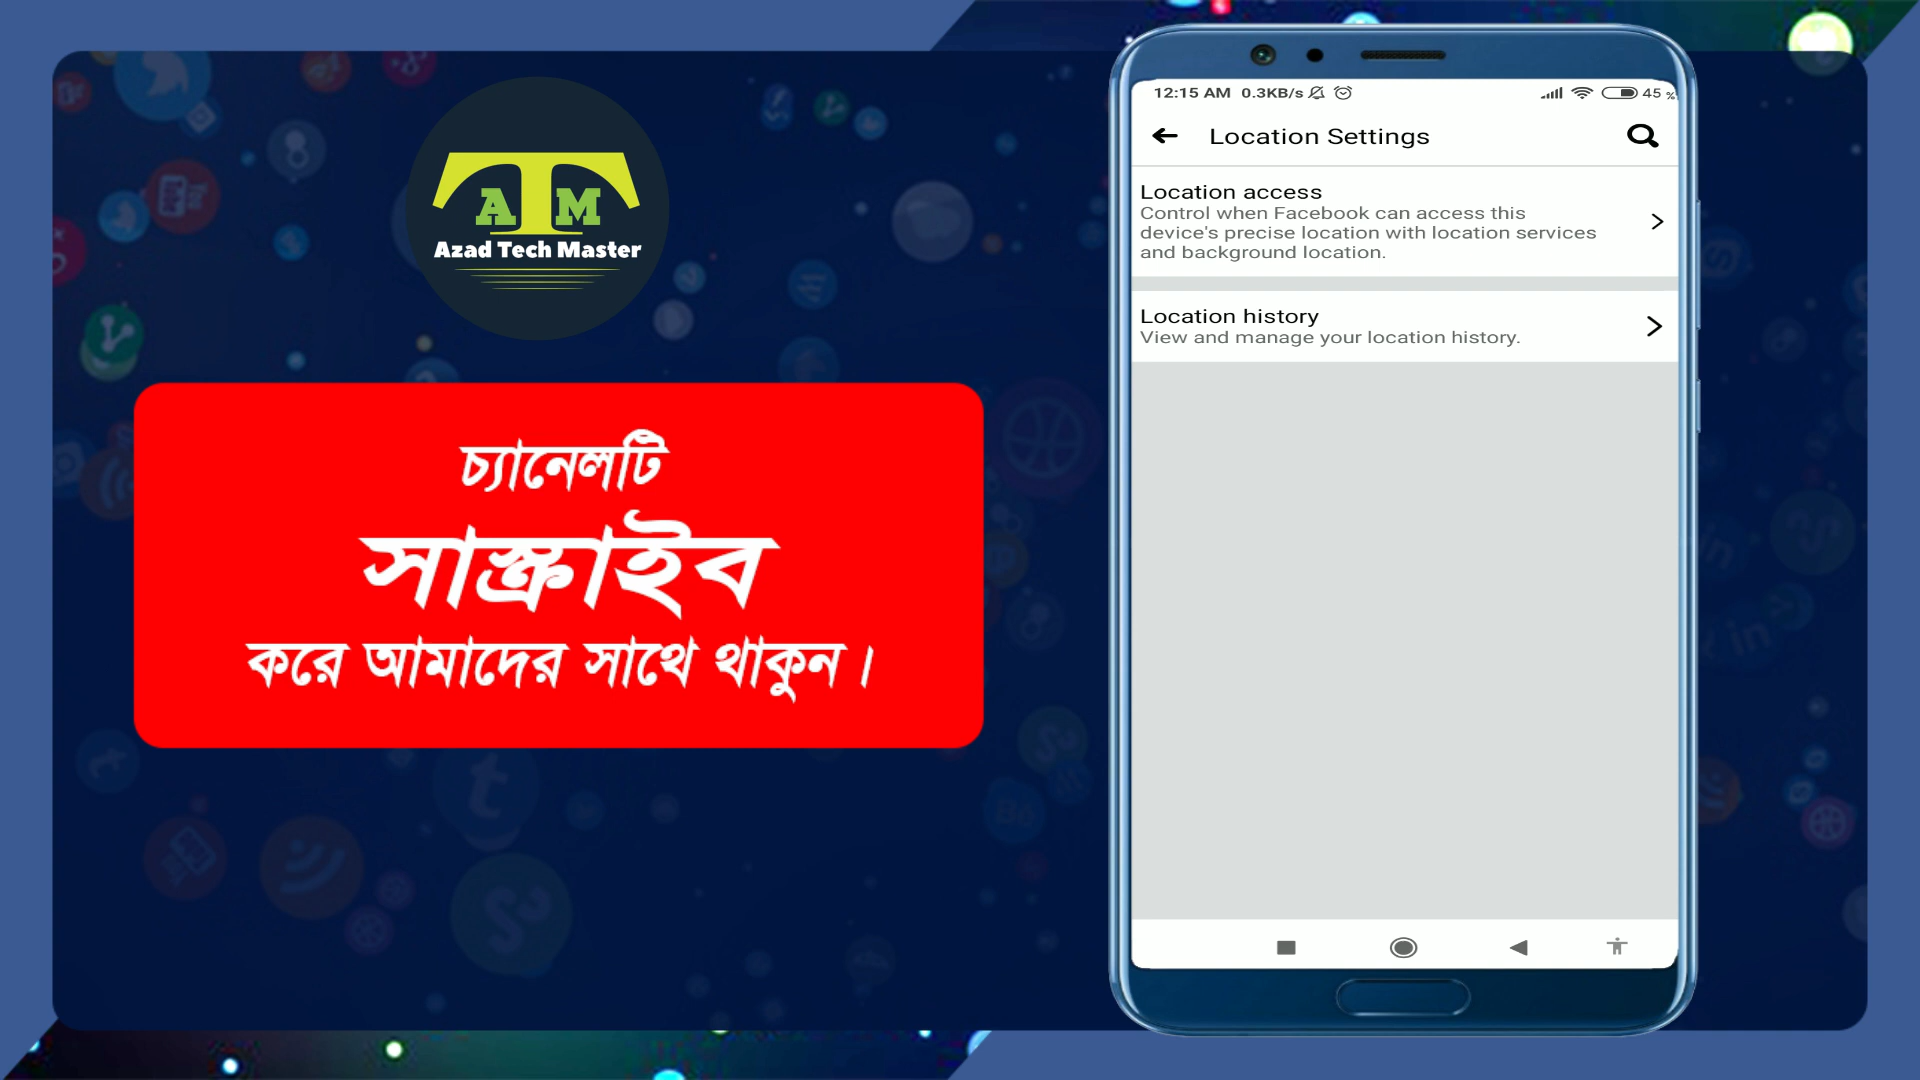 A M
Azad Tech Master
চ্যানেলটি
সাস্ক্রাইব
করে আমাদের সাথে থাকুন।
12:15 AM 0.3KB/s 45 %
Location Settings
Location access
Control when Facebook can access this
device's precise location with location services
and background location.
Location history
View and manage your location history.